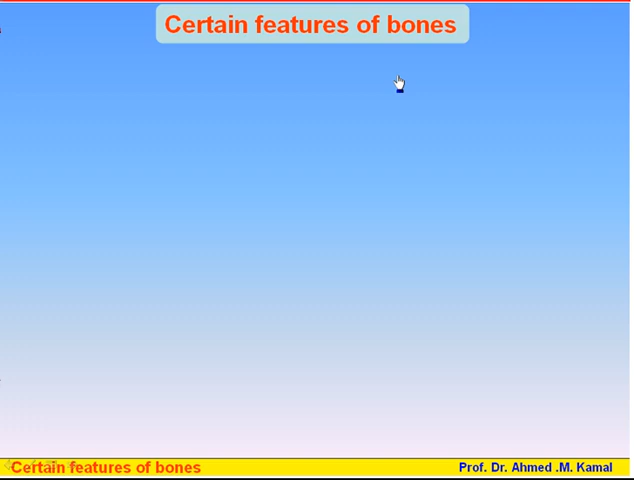 Certain features of bones
Certain features of bones
Prof. Dr. Ahmed .M. Kamal